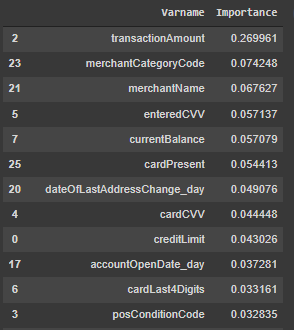 Varname Importance
2 transactionAmount 0.269961
23 merchantCategoryCode 0.074248
21 merchantName 0.067627
5 enteredCVV 0.057137
7 currentBalance 0.057079
25 cardPresent 0.054413
20 dateOfLastAddressChange_day 0.049076
4 cardCVV 0.044448
0 creditLimit 0.043026
17 accountOpenDate_day 0.037281
6 cardLast4Digits 0.033161
3 posConditionCode 0.032835